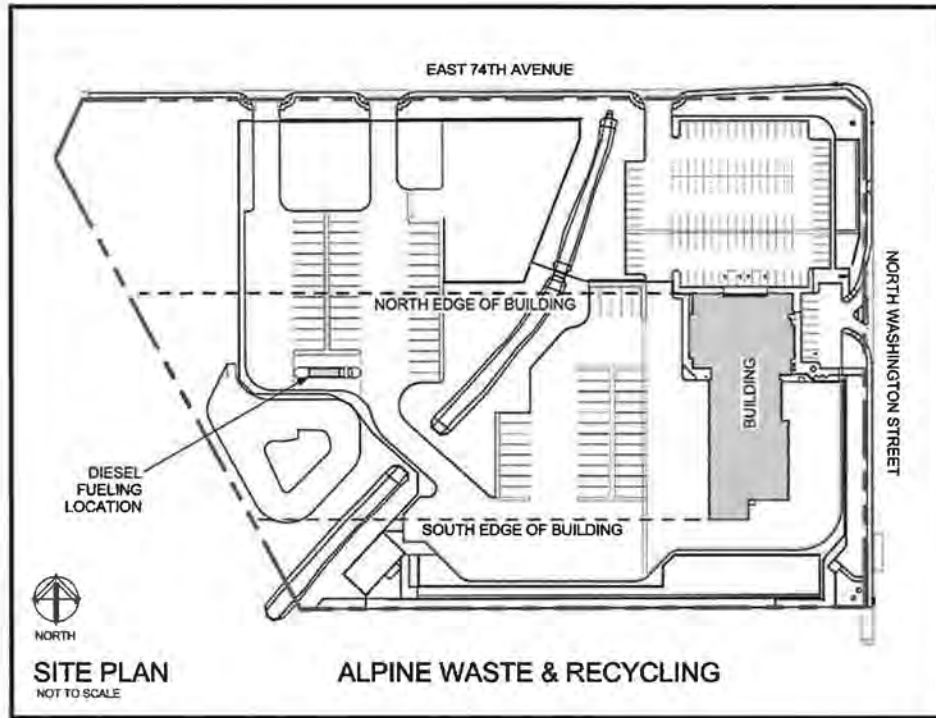 EAST 74TH AVENUE
NORTH WASHINGTON STREET
NORTH EDGE OF BUILDING
BUILDING
DIESEL
FUELING
LOCATION
SOUTH EDGE OF BUILDING
NORTH
SITE PLAN
NOT TO SCALE
ALPINE WASTE & RECYCLING